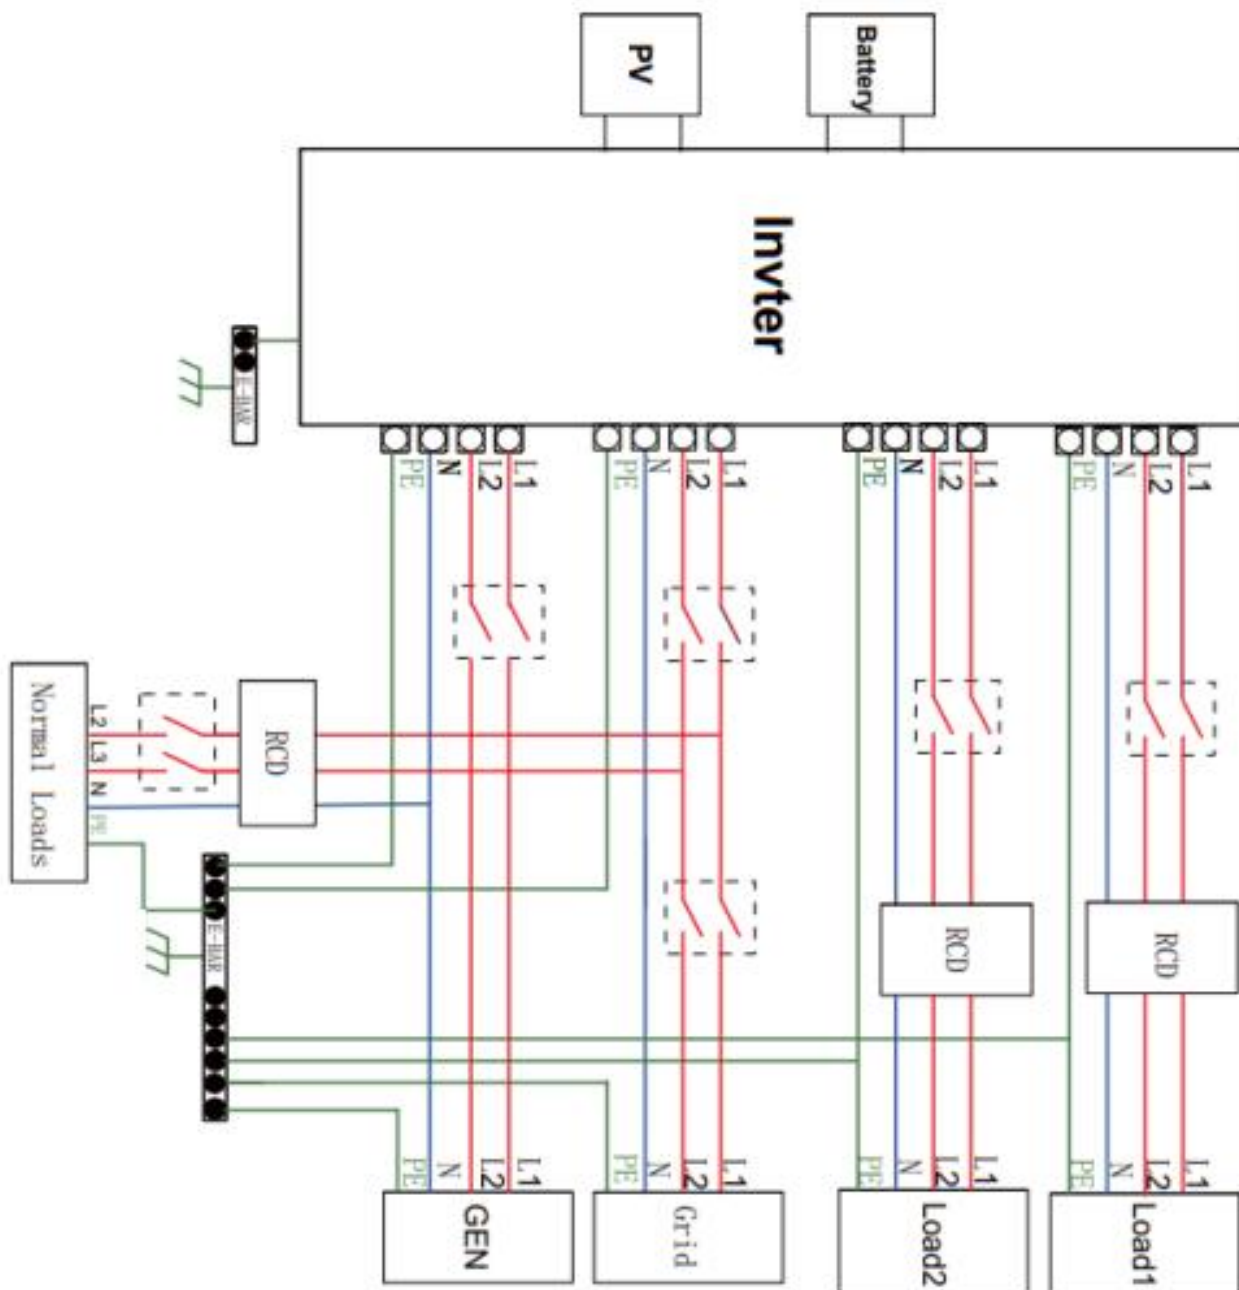 PV
Battery
Invter
E-BAR
PE
N
L2
L1
PE
N
L2
L1
PE
N
L2
L1
PE
N
L2
L1
Normal Loads
L2
L3
N
PE
RCD
E-BAR
RCD
RCD
PE
N
L2
L1
PE
N
L2
L1
PE
N
L2
L1
PE
N
L2
L1
GEN
Grid
Load2
Load1